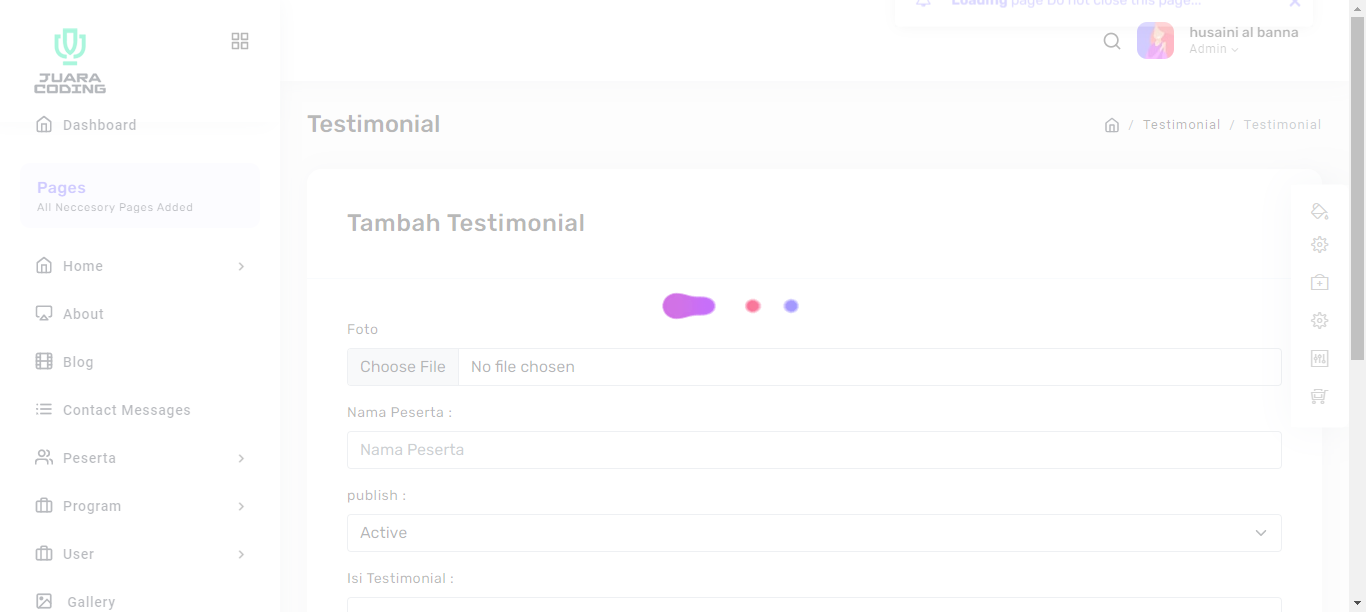 Loading page Do not close this page...
husaini al banna
Admin
JUARA
CODING
Dashboard
Pages
All Neccesory Pages Added
Home
About
Blog
Contact Messages
Peserta
Program
User
Gallery
Testimonial
/ Testimonial / Testimonial
Tambah Testimonial
Foto
Choose File No file chosen
Nama Peserta :
Nama Peserta
publish :
Active
Isi Testimonial :